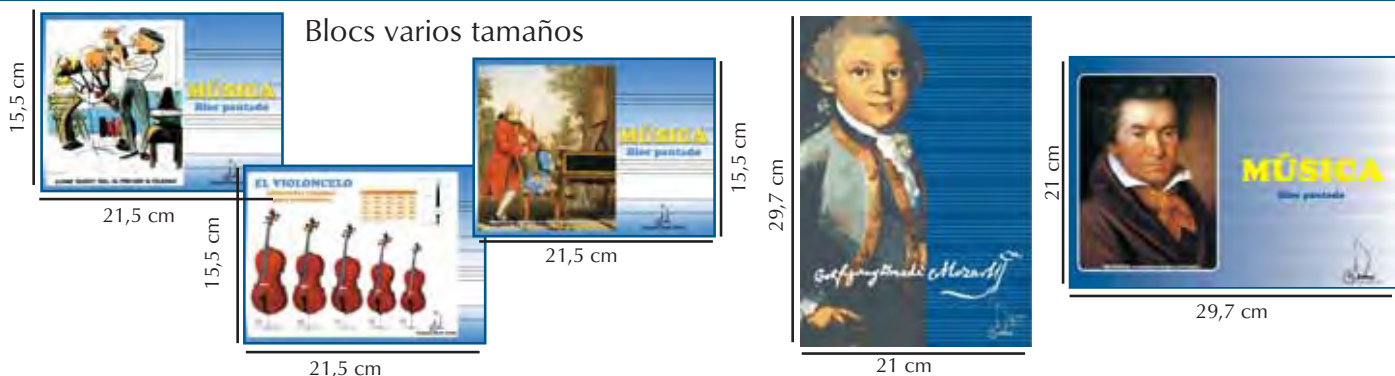 Blocs varios tamaños
15,5 cm
MÚSICA
Bloc pautado
21,5 cm
15,5 cm
EL VIOLONCELO
21,5 cm
MÚSICA
Bloc pautado
15,5 cm
21,5 cm
29,7 cm
Mozart
21 cm
21 cm
MÚSICA
Bloc pautado
29,7 cm